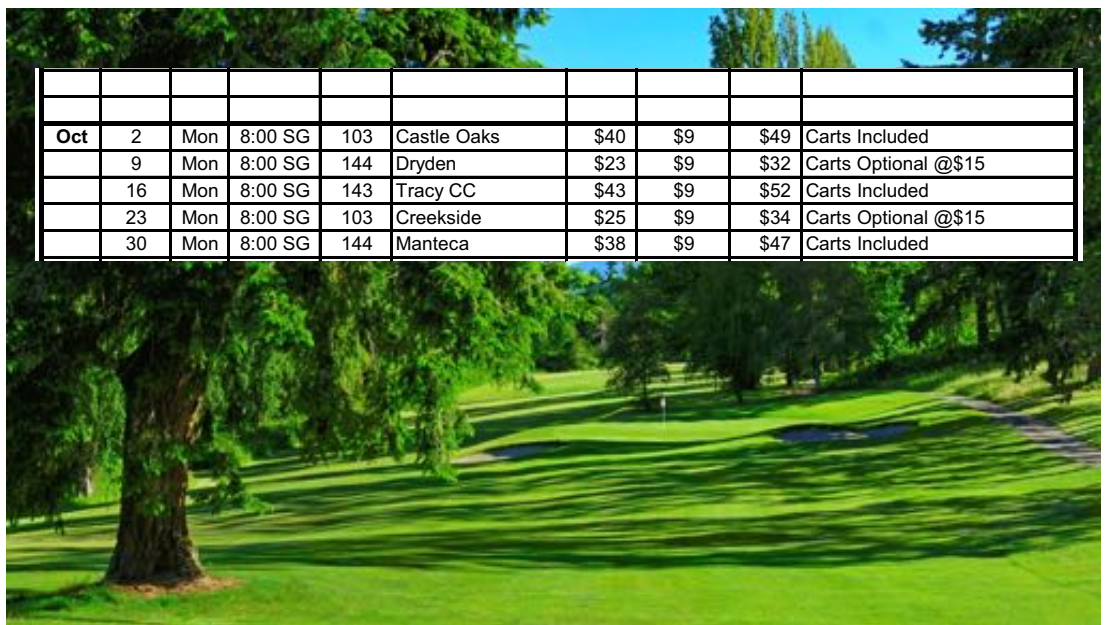 Oct 2 Mon 8:00 SG 103 Castle Oaks $40 $9 $49 Carts Included
9 Mon 8:00 SG 144 Dryden $23 $9 $32 Carts Optional @$15
16 Mon 8:00 SG 143 Tracy CC $43 $9 $52 Carts Included
23 Mon 8:00 SG 103 Creekside $25 $9 $34 Carts Optional @$15
30 Mon 8:00 SG 144 Manteca $38 $9 $47 Carts Included